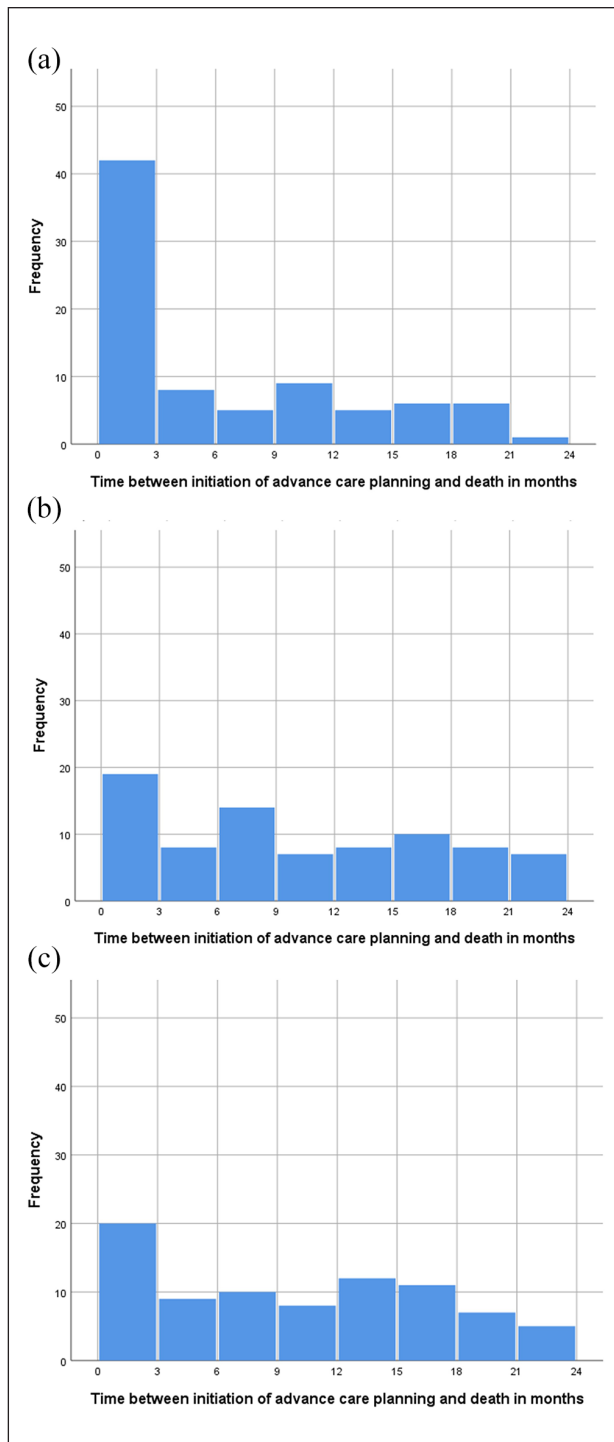 (a)
50
40
30
20
10
0
Frequency
0 3 6 9 12 15 18 21 24
Time between initiation of advance care planning and death in months
(b)
50
40
30
20
10
0
Frequency
0 3 6 9 12 15 18 21 24
Time between initiation of advance care planning and death in months
(c)
50
40
30
20
10
0
Frequency
0 3 6 9 12 15 18 21 24
Time between initiation of advance care planning and death in months